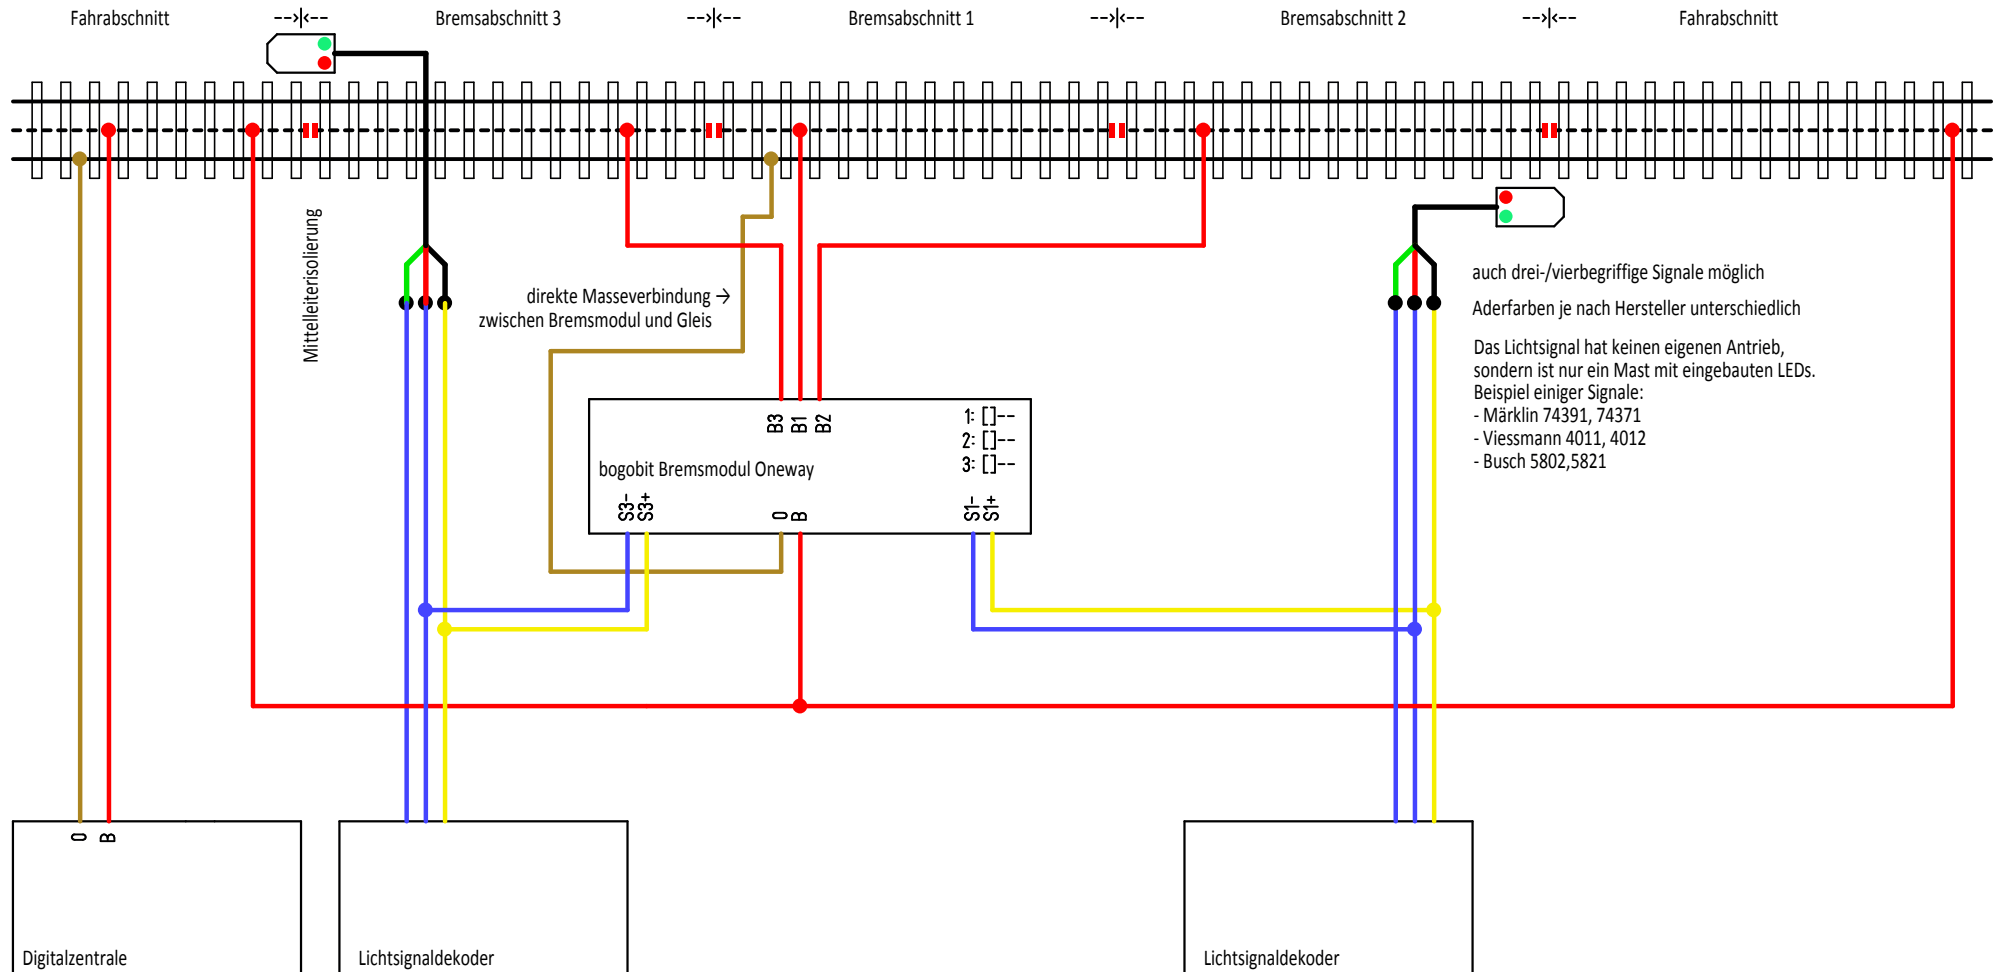 Fahrabschnitt -->|<-- Bremsabschnitt 3 -->|<-- Bremsabschnitt 1 -->|<-- Bremsabschnitt 2 -->|<-- Fahrabschnitt
Mittelleiterisolierung
direkte Masseverbindung →
zwischen Bremsmodul und Gleis
auch drei-/vierbegriffige Signale möglich
Aderfarben je nach Hersteller unterschiedlich
Das Lichtsignal hat keinen eigenen Antrieb,
sondern ist nur ein Mast mit eingebauten LEDs.
Beispiel einiger Signale:
- Märklin 74391, 74371
- Viessmann 4011, 4012
- Busch 5802,5821
B3 B1 B2
1: []--
2: []--
3: []--
bogobit Bremsmodul Oneway
S3- S3+ 0 B S1- S1+
0 B
Digitalzentrale
Lichtsignaldekoder
Lichtsignaldekoder